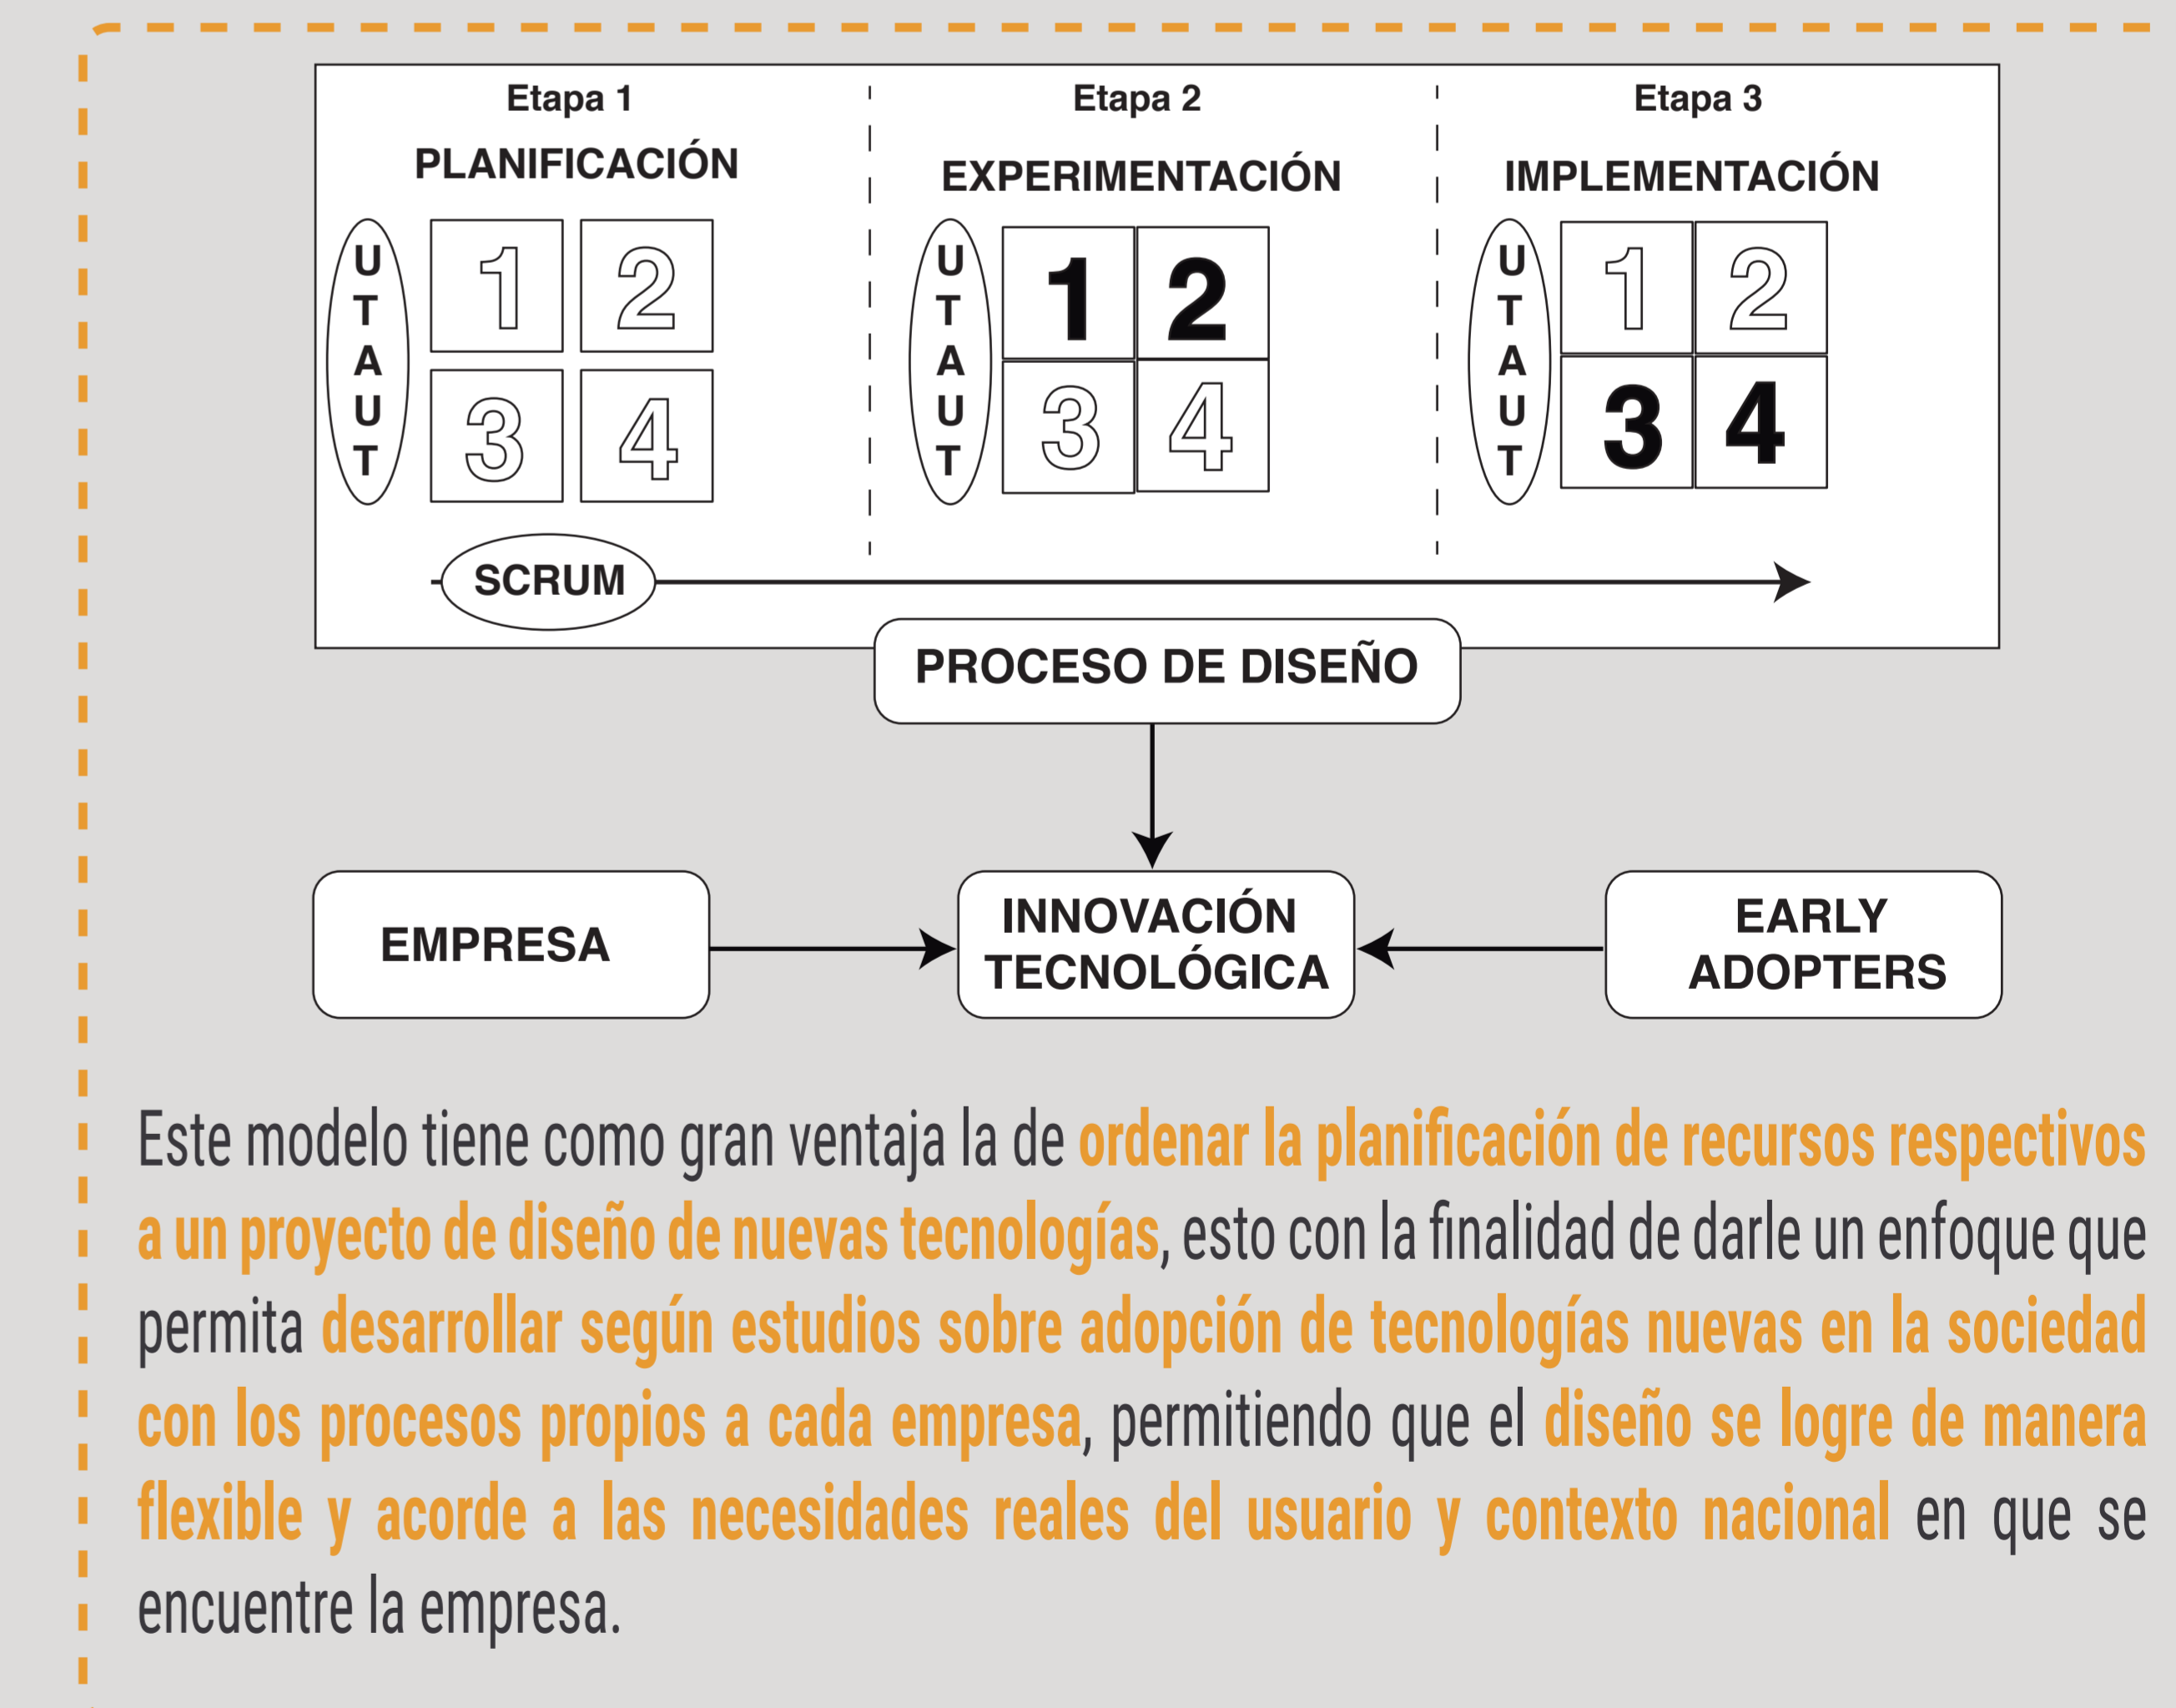 Etapa 1
PLANIFICACIÓN
U
T
A
U
T
1 2
3 4
Etapa 2
EXPERIMENTACIÓN
U
T
A
U
T
1 2
3 4
Etapa 3
IMPLEMENTACIÓN
U
T
A
U
T
1 2
3 4
SCRUM
PROCESO DE DISEÑO
EMPRESA
INNOVACIÓN
TECNOLÓGICA
EARLY
ADOPTERS
Este modelo tiene como gran ventaja la de ordenar la planificación de recursos respectivos
a un proyecto de diseño de nuevas tecnologías, esto con la finalidad de darle un enfoque que
permita desarrollar según estudios sobre adopción de tecnologías nuevas en la sociedad
con los procesos propios a cada empresa, permitiendo que el diseño se logre de manera
flexible y acorde a las necesidades reales del usuario y contexto nacional en que se
encuentre la empresa.